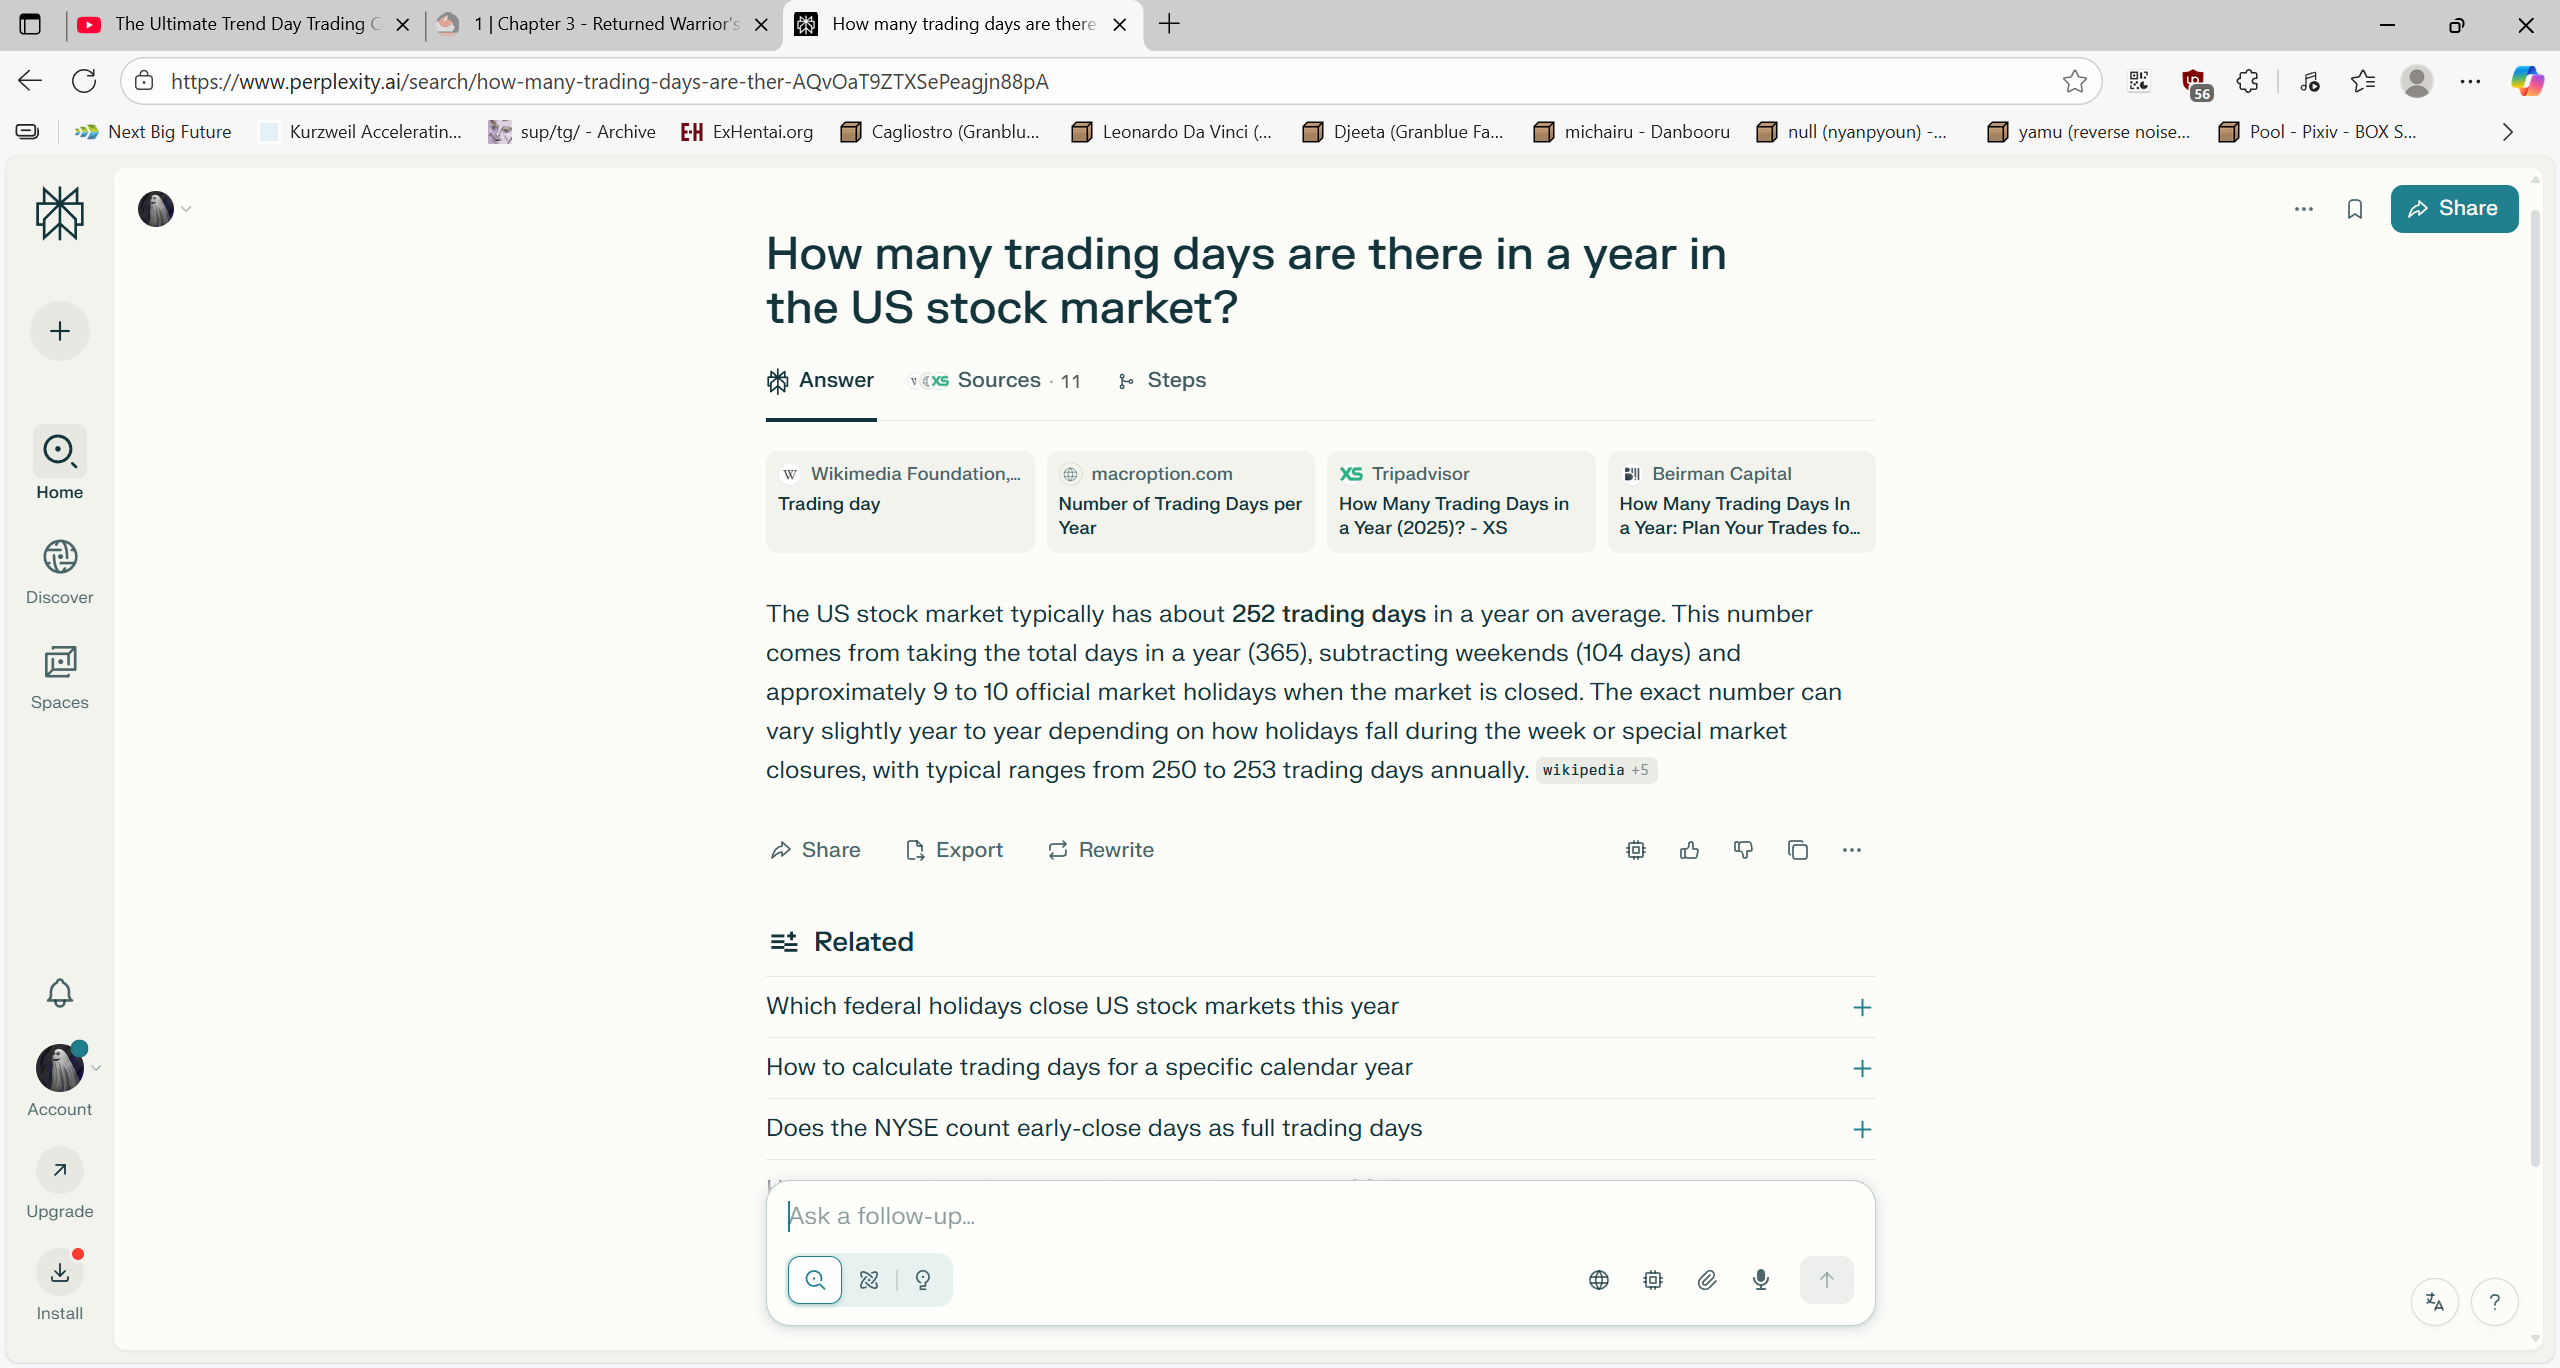 The Ultimate Trend Day Trading C
1 | Chapter 3 - Returned Warrior's
How many trading days are there
https://www.perplexity.ai/search/how-many-trading-days-are-ther-AQvOaT9ZTXSePeagjn88pA
56
Next Big Future
Kurzweil Acceleratin...
sup/tg/ - Archive
E-H ExHentai.org
Cagliostro (Granblu...
Leonardo Da Vinci (...
Djeeta (Granblue Fa...
michairu - Danbooru
null (nyanpyoun) -...
yamu (reverse noise...
Pool - Pixiv - BOX S...
Share
How many trading days are there in a year in
the US stock market?
Answer
XS Sources · 11
Steps
W Wikimedia Foundation,...
Trading day
macroption.com
Number of Trading Days per
Year
XS Tripadvisor
How Many Trading Days in
a Year (2025)? - XS
Beirman Capital
How Many Trading Days In
a Year: Plan Your Trades fo...
The US stock market typically has about 252 trading days in a year on average. This number
comes from taking the total days in a year (365), subtracting weekends (104 days) and
approximately 9 to 10 official market holidays when the market is closed. The exact number can
vary slightly year to year depending on how holidays fall during the week or special market
closures, with typical ranges from 250 to 253 trading days annually. wikipedia +5
Share
Export
Rewrite
Related
Which federal holidays close US stock markets this year
How to calculate trading days for a specific calendar year
Does the NYSE count early-close days as full trading days
Ask a follow-up...
Home
Discover
Spaces
Account
Upgrade
Install
?